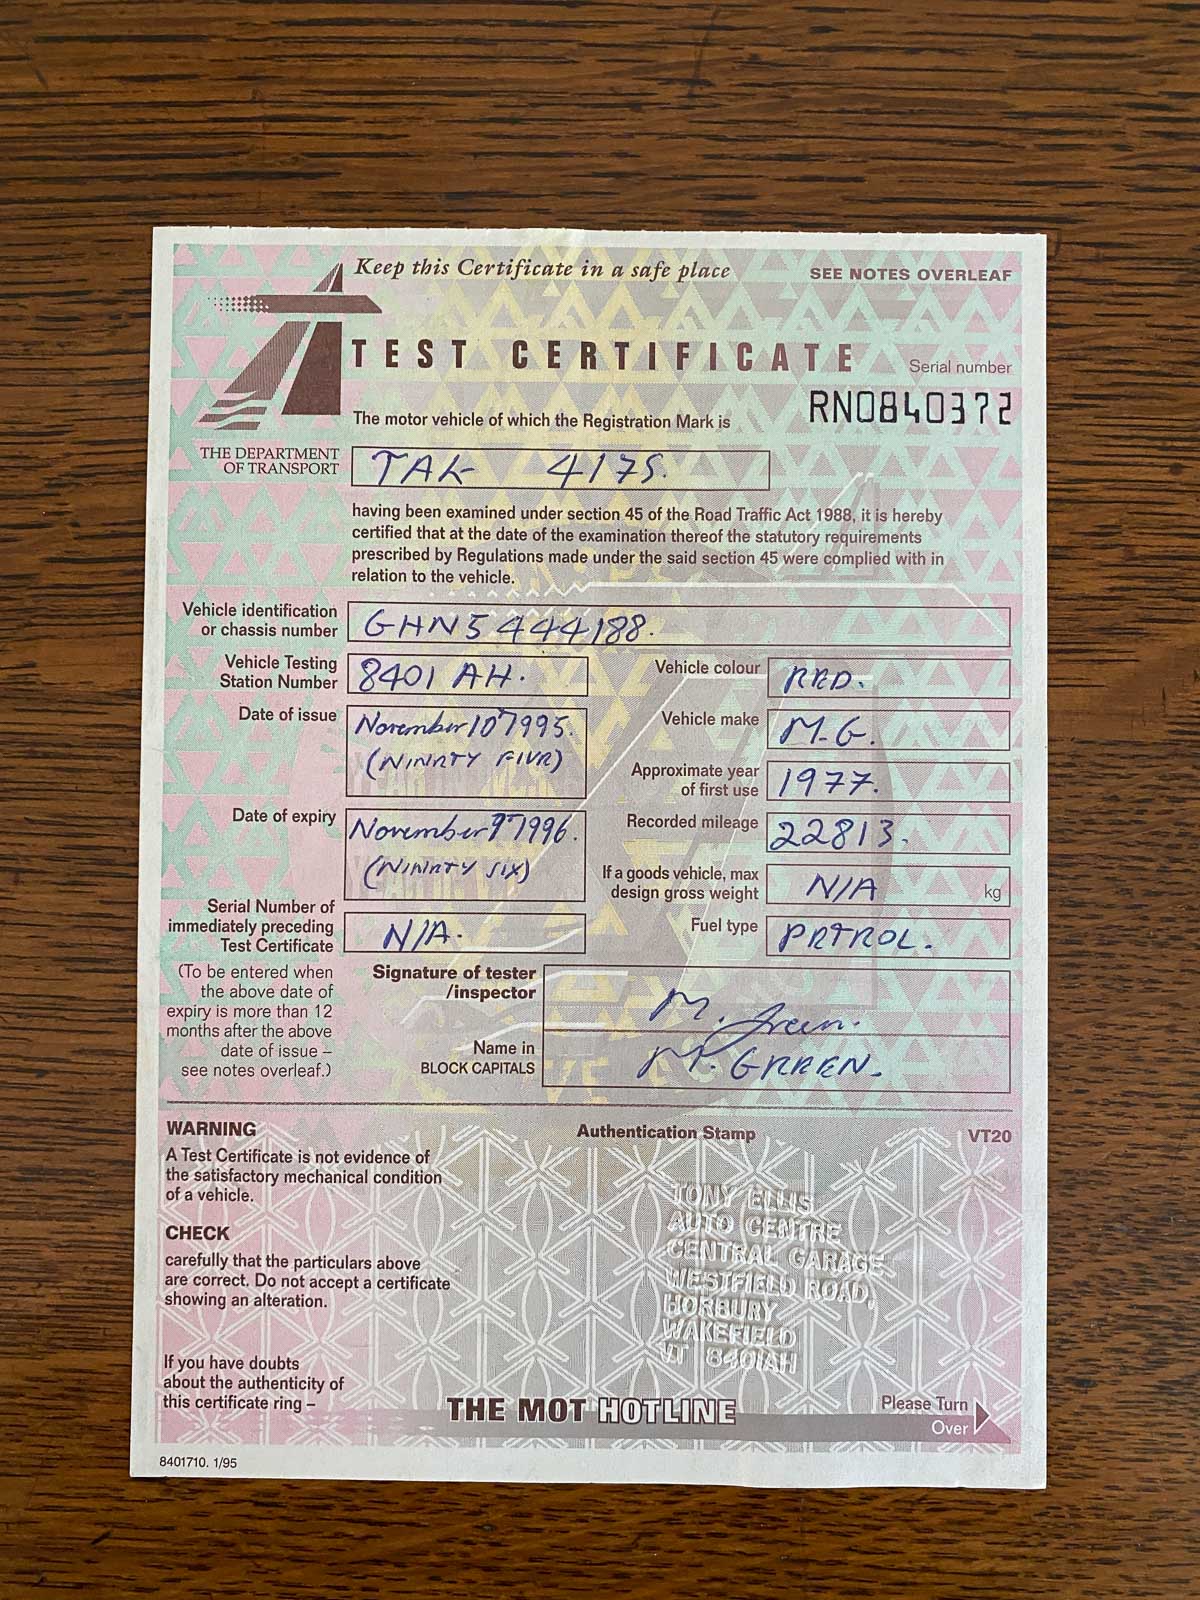 Keep this Certificate in a safe place
SEE NOTES OVERLEAF
TEST CERTIFICATE
Serial number
RN0840372
The motor vehicle of which the Registration Mark is
THE DEPARTMENT
OF TRANSPORT
TAK 417S.
having been examined under section 45 of the Road Traffic Act 1988, it is hereby
certified that at the date of the examination thereof the statutory requirements
prescribed by Regulations made under the said section 45 were complied with in
relation to the vehicle.
Vehicle identification
or chassis number
GHN5 444188.
Vehicle Testing
Station Number
8401 AH.
Vehicle colour
RED.
Date of issue
November 10th 1995.
(NINETY FIVE)
Vehicle make
M.G.
Approximate year
of first use
1977.
Date of expiry
November 9th 1996.
(NINETY SIX)
Recorded mileage
22813.
If a goods vehicle, max
design gross weight
N/A
kg
Serial Number of
immediately preceding
Test Certificate
N/A.
Fuel type
PETROL.
(To be entered when
the above date of
expiry is more than 12
months after the above
date of issue –
see notes overleaf.)
Signature of tester
/inspector
M. Green.
Name in
BLOCK CAPITALS
M. GREEN.
WARNING
A Test Certificate is not evidence of
the satisfactory mechanical condition
of a vehicle.
Authentication Stamp
VT20
CHECK
carefully that the particulars above
are correct. Do not accept a certificate
showing an alteration.
TONY ELLIS
AUTO CENTRE
CENTRAL GARAGE
WESTFIELD ROAD,
HORBURY
WAKEFIELD
VT 8401AH
If you have doubts
about the authenticity of
this certificate ring –
THE MOT HOTLINE
Please Turn
Over
8401710. 1/95